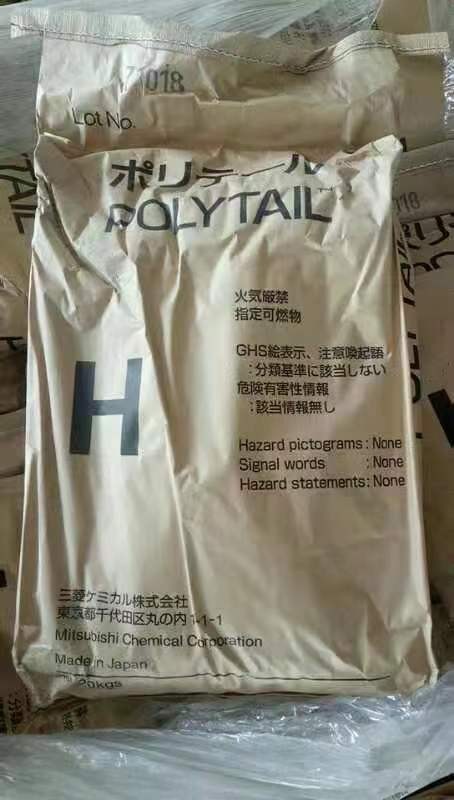 Lot No.
ポリテール
POLYTAIL™
火気厳禁
指定可燃物
GHS絵表示、注意喚起語
:分類基準に該当しない
危険有害性情報
:該当情報無し
H
Hazard pictograms: None
Signal words :None
Hazard statements: None
三菱ケミカル株式会社
東京都千代田区丸の内1-1-1
Mitsubishi Chemical Corporation
Made in Japan